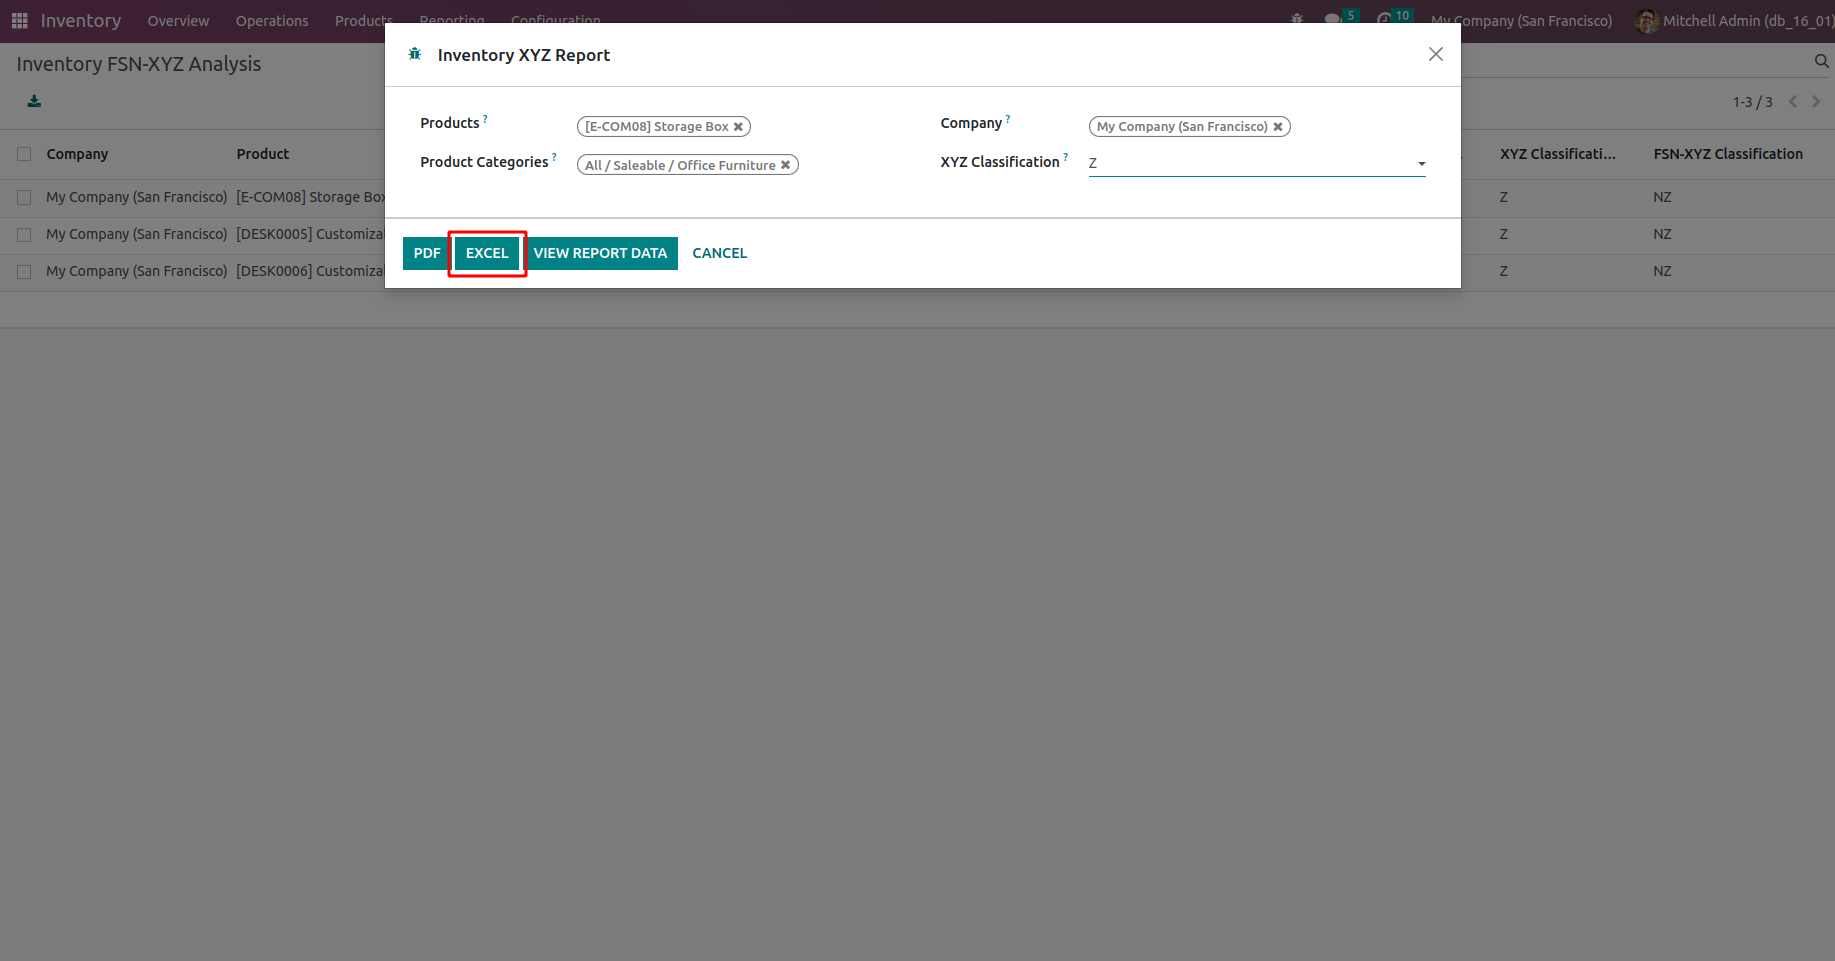 Inventory Overview Operations Products Reporting Configuration 5 10 My Company (San Francisco) Mitchell Admin (db_16_01)
Inventory FSN-XYZ Analysis
1-3 / 3
Inventory XYZ Report
Products ? [E-COM08] Storage Box ✖ Company ? My Company (San Francisco) ✖
Product Categories ? All / Saleable / Office Furniture ✖ XYZ Classification ? Z
PDF EXCEL VIEW REPORT DATA CANCEL
Company Product XYZ Classificati... FSN-XYZ Classification
My Company (San Francisco) [E-COM08] Storage Box Z NZ
My Company (San Francisco) [DESK0005] Customiza Z NZ
My Company (San Francisco) [DESK0006] Customiza Z NZ